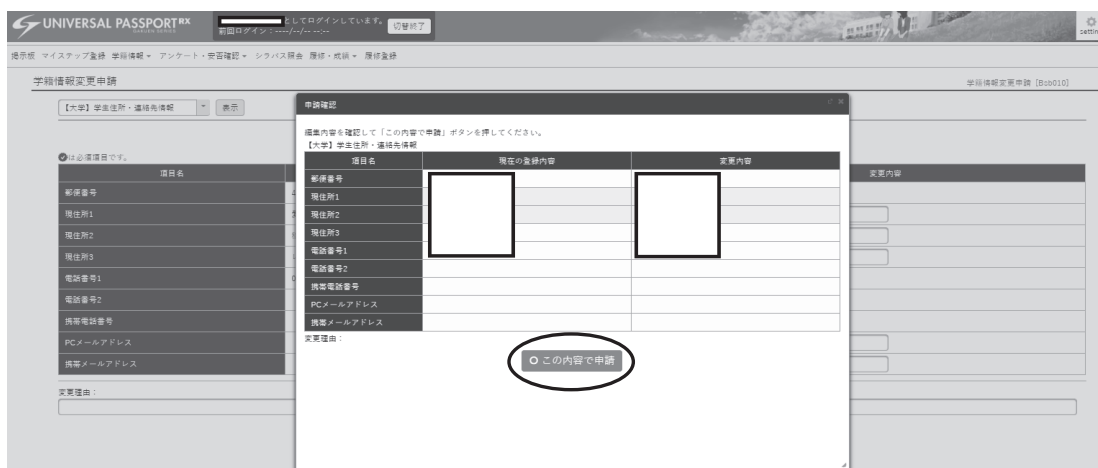 UNIVERSAL PASSPORT RX
GAKUEN SERIES
としてログインしています。
前回ログイン：----/--/-- --:--
切替終了
setting
掲示板 マイステップ登録 学籍情報 アンケート・安否確認 シラバス照会 履修・成績 履修登録
学籍情報変更申請
学籍情報変更申請 [Bsb010]
【大学】学生住所・連絡先情報
表示
は必須項目です。
項目名
変更内容
郵便番号
現住所1
現住所2
現住所3
電話番号1
電話番号2
携帯電話番号
PCメールアドレス
携帯メールアドレス
変更理由：
申請確認
編集内容を確認して「この内容で申請」ボタンを押してください。
【大学】学生住所・連絡先情報
項目名 現在の登録内容 変更内容
郵便番号
現住所1
現住所2
現住所3
電話番号1
電話番号2
携帯電話番号
PCメールアドレス
携帯メールアドレス
変更理由：
この内容で申請